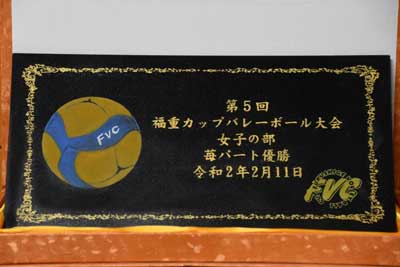 第5回
福重カップバレーボール大会
女子の部
苺パート優勝
令和2年2月11日
FVC
FVC